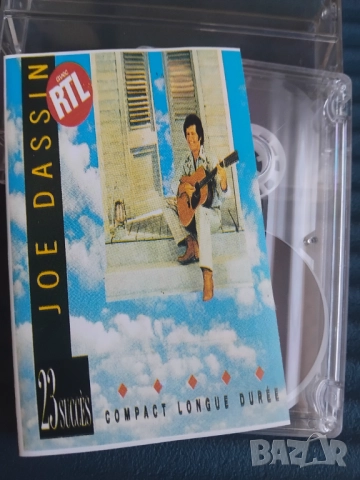 avec
RTL
JOE DASSIN
23 SUCCÈS
COMPACT LONGUE DURÉE
BAZAR